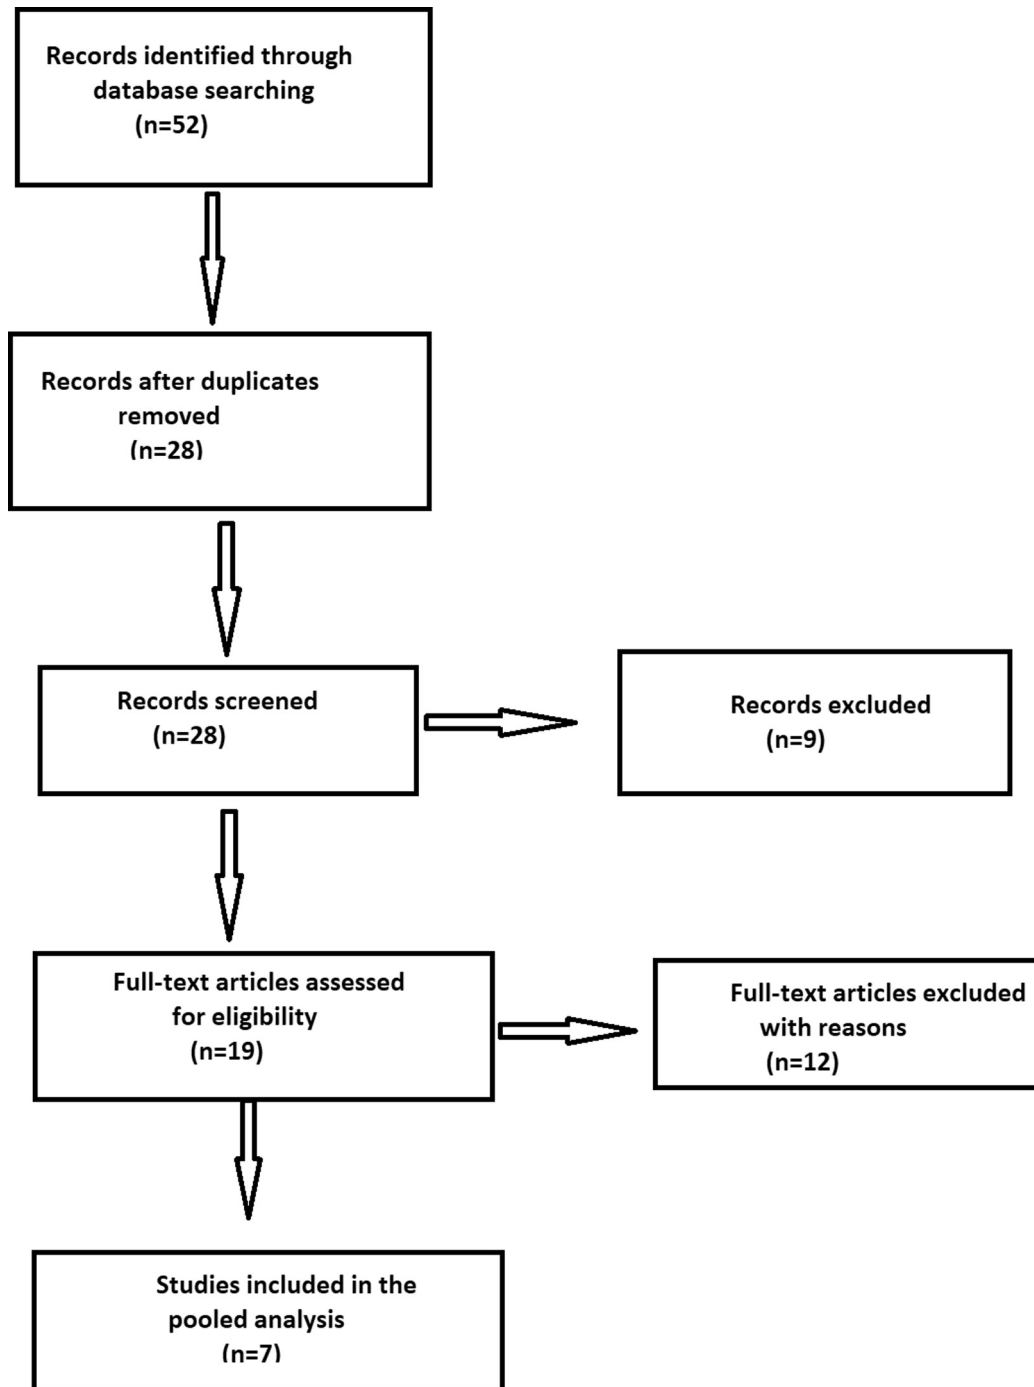 Records identified through
database searching
(n=52)
Records after duplicates
removed
(n=28)
Records screened
(n=28)
Records excluded
(n=9)
Full-text articles assessed
for eligibility
(n=19)
Full-text articles excluded
with reasons
(n=12)
Studies included in the
pooled analysis
(n=7)